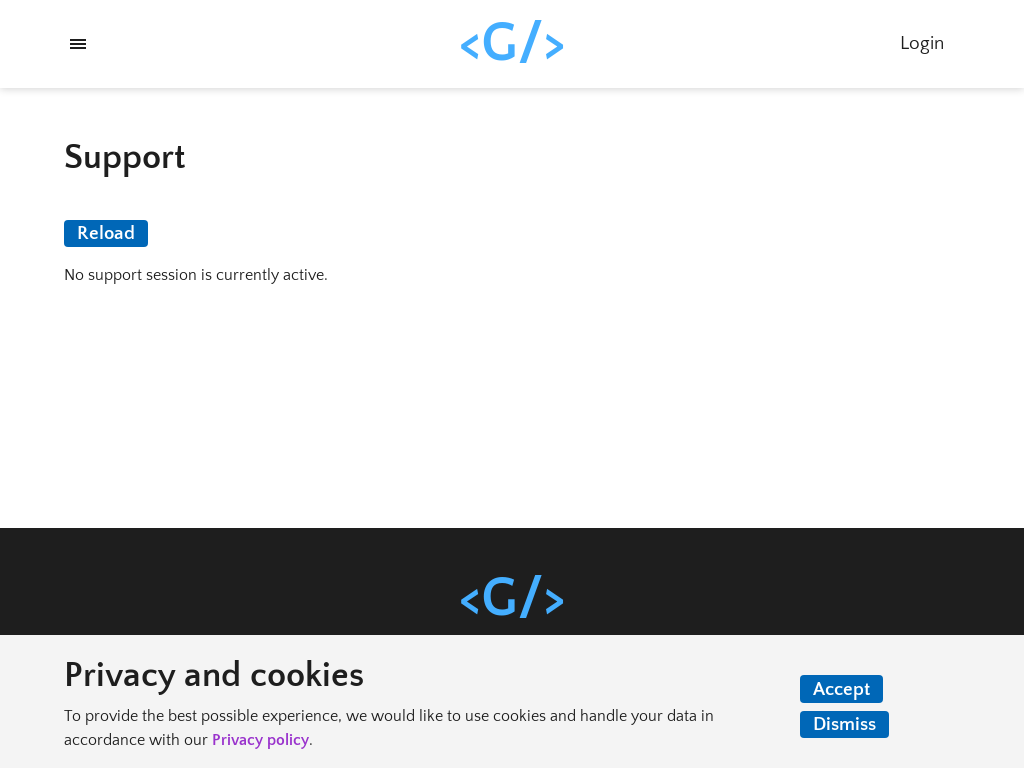 <G/>
Login
Support
Reload
No support session is currently active.
<G/>
Privacy and cookies
To provide the best possible experience, we would like to use cookies and handle your data in
accordance with our Privacy policy.
Accept
Dismiss